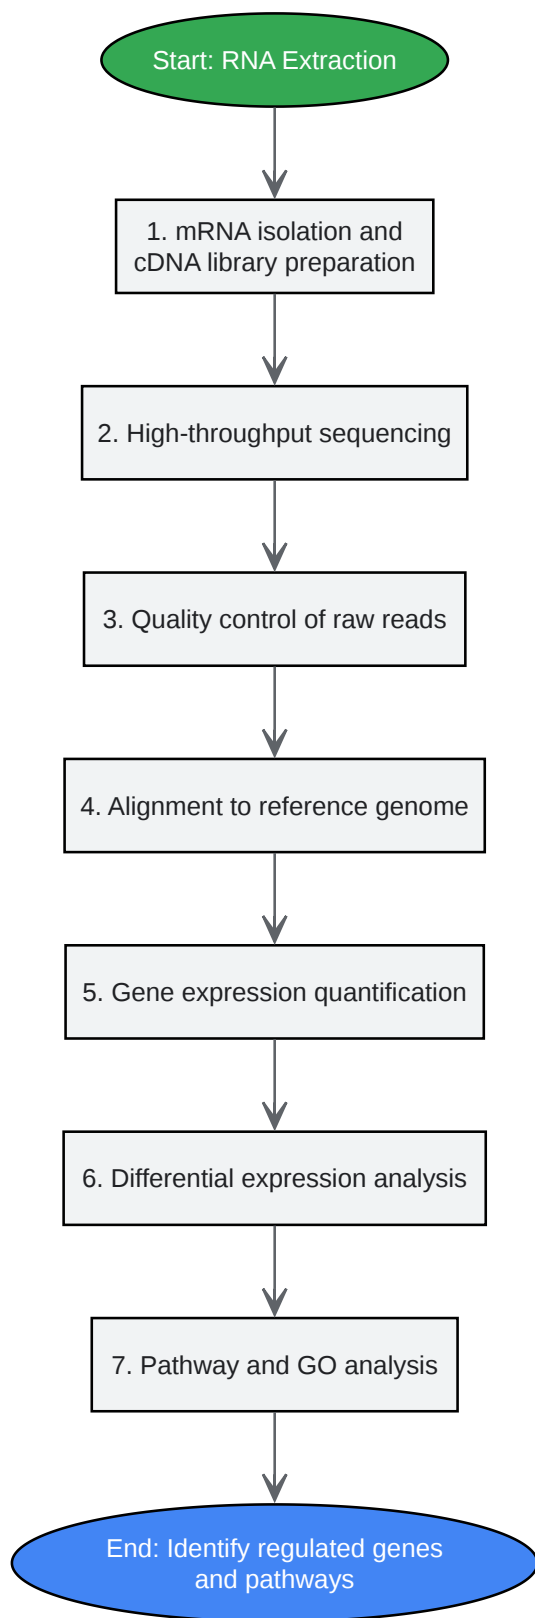 Start: RNA Extraction
1. mRNA isolation and
cDNA library preparation
2. High-throughput sequencing
3. Quality control of raw reads
4. Alignment to reference genome
5. Gene expression quantification
6. Differential expression analysis
7. Pathway and GO analysis
End: Identify regulated genes
and pathways